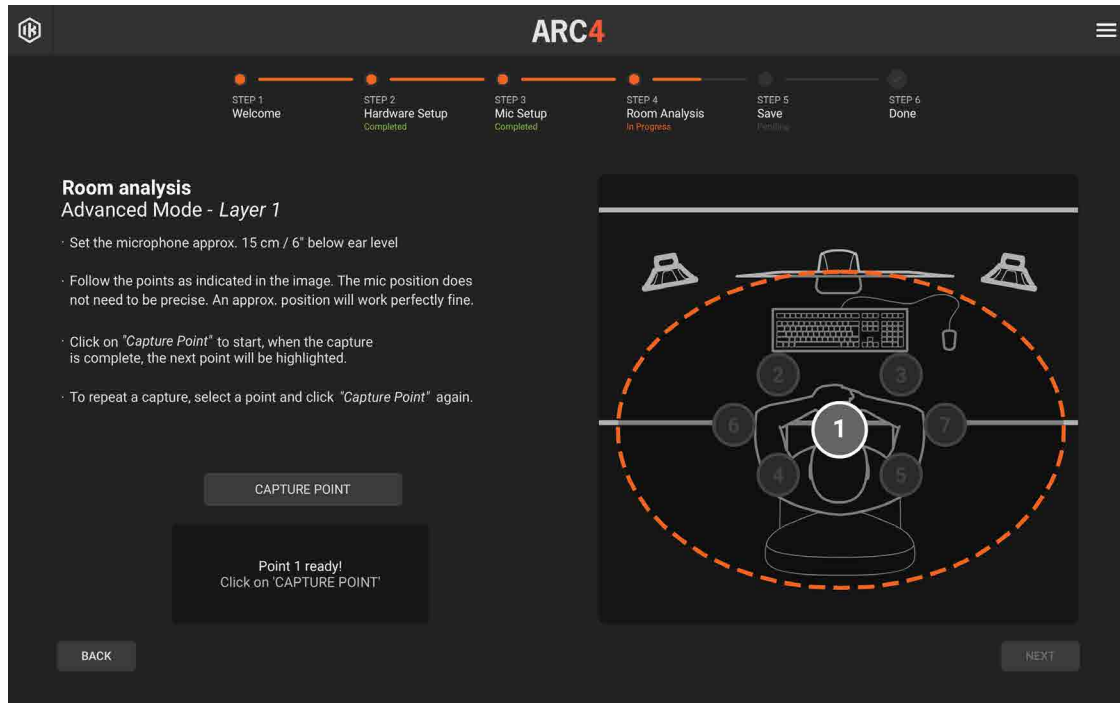 ARC4
STEP 1
Welcome
STEP 2
Hardware Setup
Completed
STEP 3
Mic Setup
Completed
STEP 4
Room Analysis
In Progress
STEP 5
Save
Pending
STEP 6
Done
Room analysis
Advanced Mode - Layer 1
· Set the microphone approx. 15 cm / 6" below ear level
· Follow the points as indicated in the image. The mic position does
not need to be precise. An approx. position will work perfectly fine.
· Click on "Capture Point" to start, when the capture
is complete, the next point will be highlighted.
· To repeat a capture, select a point and click "Capture Point" again.
CAPTURE POINT
Point 1 ready!
Click on 'CAPTURE POINT'
2
3
6
1
7
4
5
BACK
NEXT